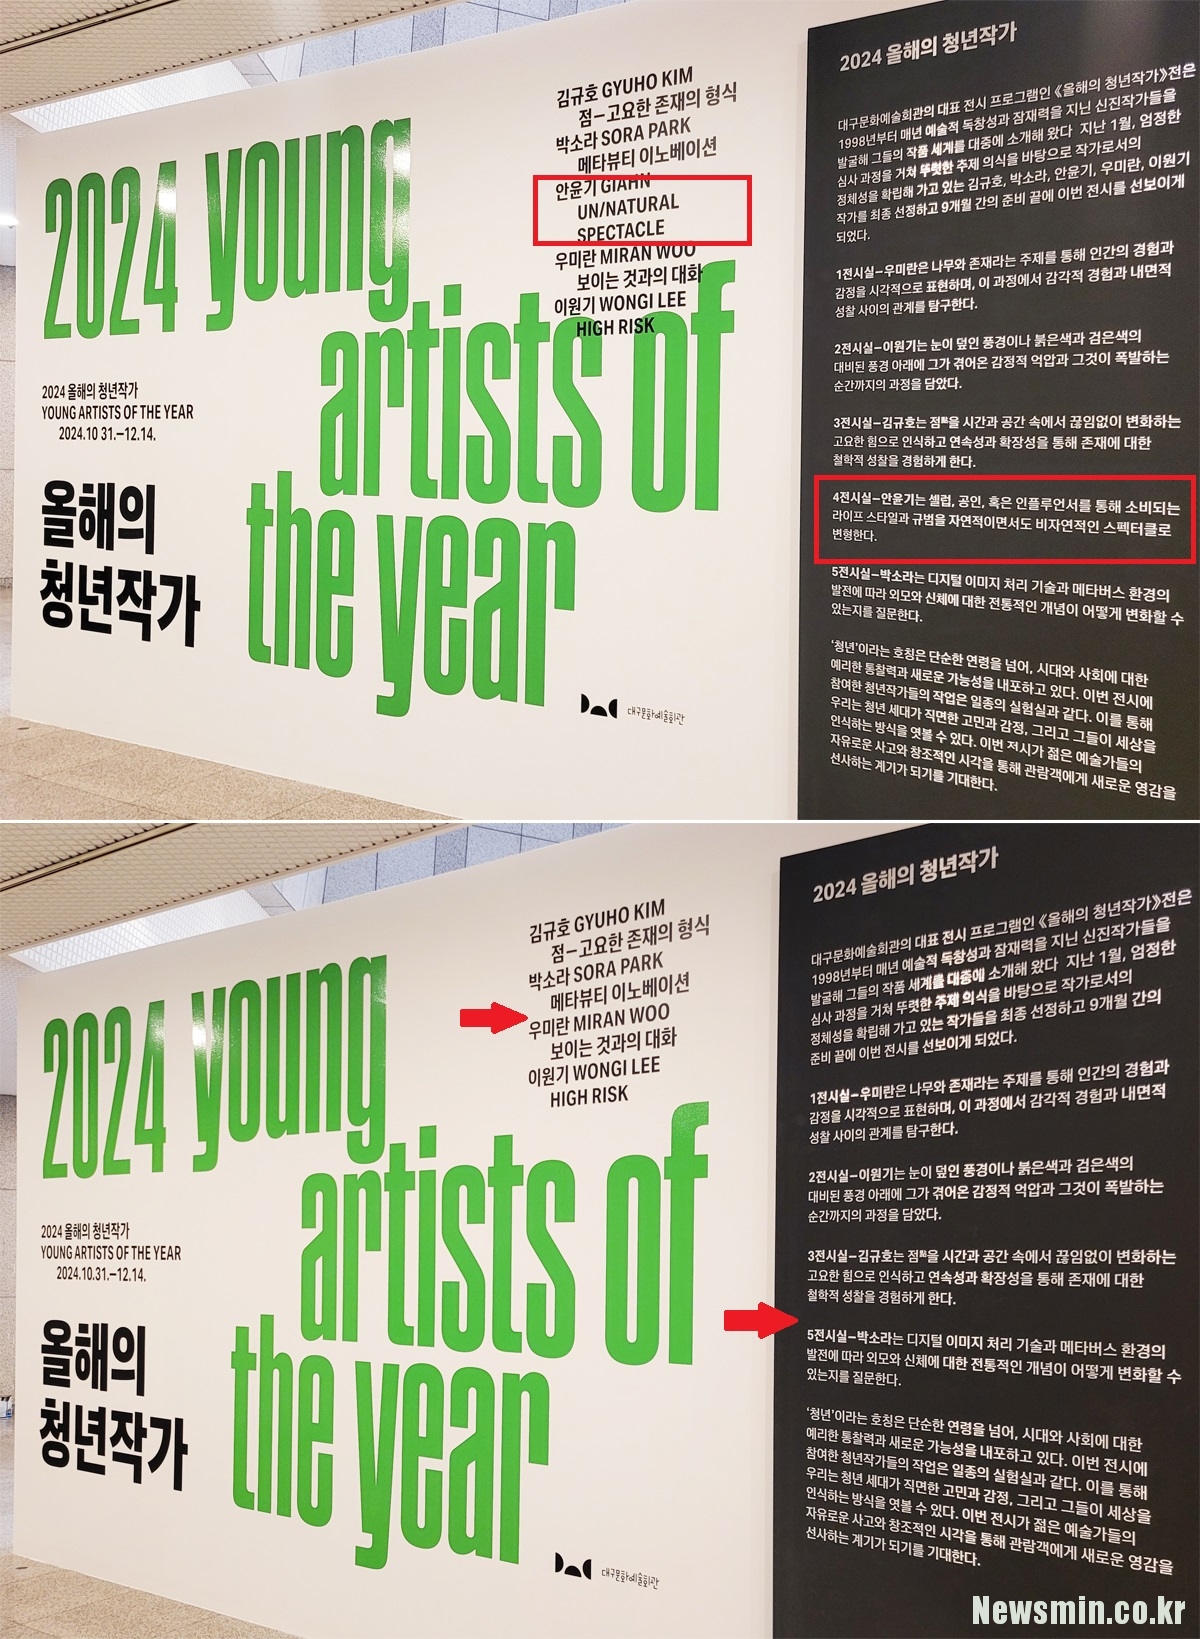 2024 young
artists of
the year
김규호 GYUHO KIM
점–고요한 존재의 형식
박소라 SORA PARK
메타뷰티 이노베이션
안윤기 GIAHN
UN/NATURAL
SPECTACLE
우미란 MIRAN WOO
보이는 것과의 대화
이원기 WONGI LEE
HIGH RISK
2024 올해의 청년작가
YOUNG ARTISTS OF THE YEAR
2024.10 31.–12.14.
올해의
청년작가
대구문화예술회관
2024 올해의 청년작가
대구문화예술회관의 대표 전시 프로그램인 《올해의 청년작가》전은
1998년부터 매년 예술적 독창성과 잠재력을 지닌 신진작가들을
발굴해 그들의 작품 세계를 대중에 소개해 왔다 지난 1월, 엄정한
심사 과정을 거쳐 뚜렷한 주제 의식을 바탕으로 작가로서의
정체성을 확립해 가고 있는 김규호, 박소라, 안윤기, 우미란, 이원기
작가를 최종 선정하고 9개월 간의 준비 끝에 이번 전시를 선보이게
되었다.
1전시실–우미란은 나무와 존재라는 주제를 통해 인간의 경험과
감정을 시각적으로 표현하며, 이 과정에서 감각적 경험과 내면적
성찰 사이의 관계를 탐구한다.
2전시실–이원기는 눈이 덮인 풍경이나 붉은색과 검은색의
대비된 풍경 아래에 그가 겪어온 감정적 억압과 그것이 폭발하는
순간까지의 과정을 담았다.
3전시실–김규호는 점點을 시간과 공간 속에서 끊임없이 변화하는
고요한 힘으로 인식하고 연속성과 확장성을 통해 존재에 대한
철학적 성찰을 경험하게 한다.
4전시실–안윤기는 셀럽, 공인, 혹은 인플루언서를 통해 소비되는
라이프 스타일과 규범을 자연적이면서도 비자연적인 스펙터클로
변형한다.
5전시실–박소라는 디지털 이미지 처리 기술과 메타버스 환경의
발전에 따라 외모와 신체에 대한 전통적인 개념이 어떻게 변화할 수
있는지를 질문한다.
‘청년’이라는 호칭은 단순한 연령을 넘어, 시대와 사회에 대한
예리한 통찰력과 새로운 가능성을 내포하고 있다. 이번 전시에
참여한 청년작가들의 작업은 일종의 실험실과 같다. 이를 통해
우리는 청년 세대가 직면한 고민과 감정, 그리고 그들이 세상을
인식하는 방식을 엿볼 수 있다. 이번 전시가 젊은 예술가들의
자유로운 사고와 창조적인 시각을 통해 관람객에게 새로운 영감을
선사하는 계기가 되기를 기대한다.
2024 young
artists of
the year
김규호 GYUHO KIM
점–고요한 존재의 형식
박소라 SORA PARK
메타뷰티 이노베이션
우미란 MIRAN WOO
보이는 것과의 대화
이원기 WONGI LEE
HIGH RISK
2024 올해의 청년작가
YOUNG ARTISTS OF THE YEAR
2024.10.31.–12.14.
올해의
청년작가
대구문화예술회관
2024 올해의 청년작가
대구문화예술회관의 대표 전시 프로그램인 《올해의 청년작가》전은
1998년부터 매년 예술적 독창성과 잠재력을 지닌 신진작가들을
발굴해 그들의 작품 세계를 대중에 소개해 왔다 지난 1월, 엄정한
심사 과정을 거쳐 뚜렷한 주제 의식을 바탕으로 작가로서의
정체성을 확립해 가고 있는 작가들을 최종 선정하고 9개월 간의
준비 끝에 이번 전시를 선보이게 되었다.
1전시실–우미란은 나무와 존재라는 주제를 통해 인간의 경험과
감정을 시각적으로 표현하며, 이 과정에서 감각적 경험과 내면적
성찰 사이의 관계를 탐구한다.
2전시실–이원기는 눈이 덮인 풍경이나 붉은색과 검은색의
대비된 풍경 아래에 그가 겪어온 감정적 억압과 그것이 폭발하는
순간까지의 과정을 담았다.
3전시실–김규호는 점點을 시간과 공간 속에서 끊임없이 변화하는
고요한 힘으로 인식하고 연속성과 확장성을 통해 존재에 대한
철학적 성찰을 경험하게 한다.
5전시실–박소라는 디지털 이미지 처리 기술과 메타버스 환경의
발전에 따라 외모와 신체에 대한 전통적인 개념이 어떻게 변화할 수
있는지를 질문한다.
‘청년’이라는 호칭은 단순한 연령을 넘어, 시대와 사회에 대한
예리한 통찰력과 새로운 가능성을 내포하고 있다. 이번 전시에
참여한 청년작가들의 작업은 일종의 실험실과 같다. 이를 통해
우리는 청년 세대가 직면한 고민과 감정, 그리고 그들이 세상을
인식하는 방식을 엿볼 수 있다. 이번 전시가 젊은 예술가들의
자유로운 사고와 창조적인 시각을 통해 관람객에게 새로운 영감을
선사하는 계기가 되기를 기대한다.
Newsmin.co.kr